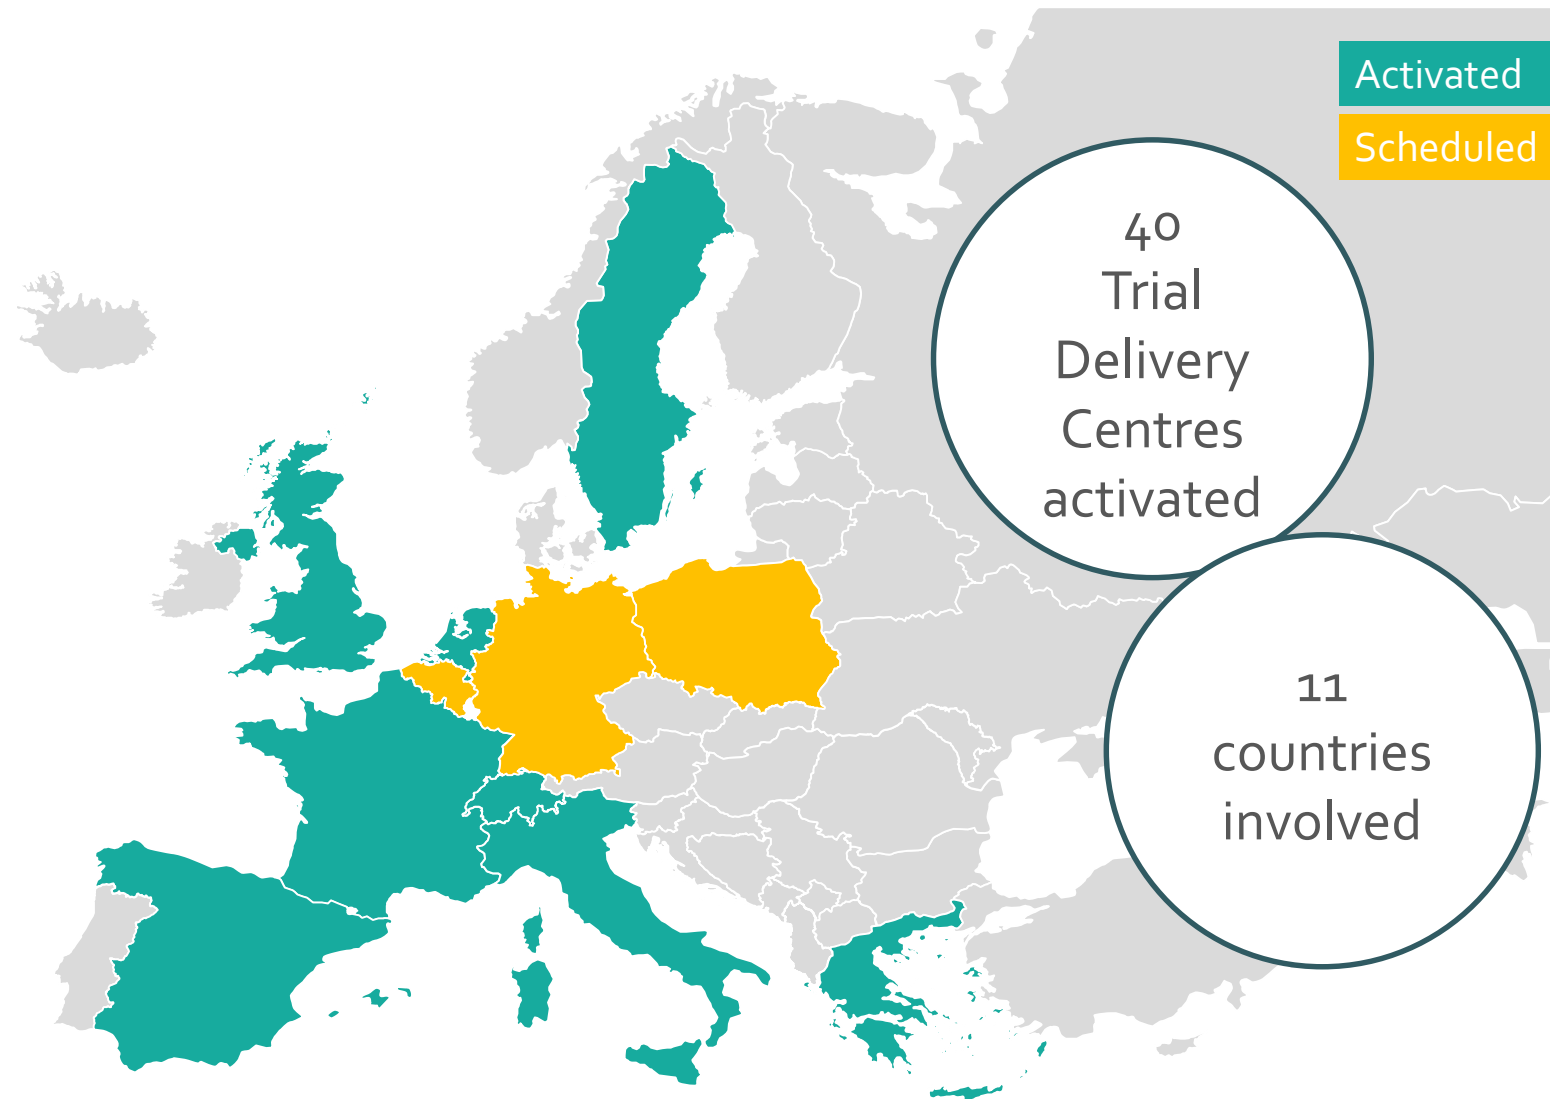 Activated
Scheduled
40
Trial
Delivery
Centres
activated
11
countries
involved